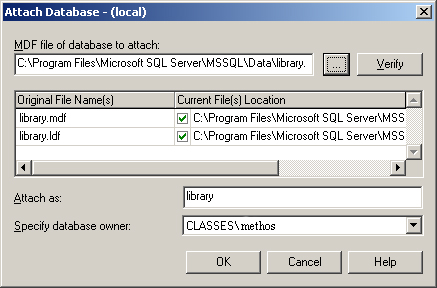 Attach Database - (local)
MDF file of database to attach:
C:\Program Files\Microsoft SQL Server\MSSQL\Data\library.
... Verify
Original File Name(s) Current File(s) Location
library.mdf C:\Program Files\Microsoft SQL Server\MSS
library.ldf C:\Program Files\Microsoft SQL Server\MSS
Attach as: library
Specify database owner: CLASSES\methos
OK Cancel Help